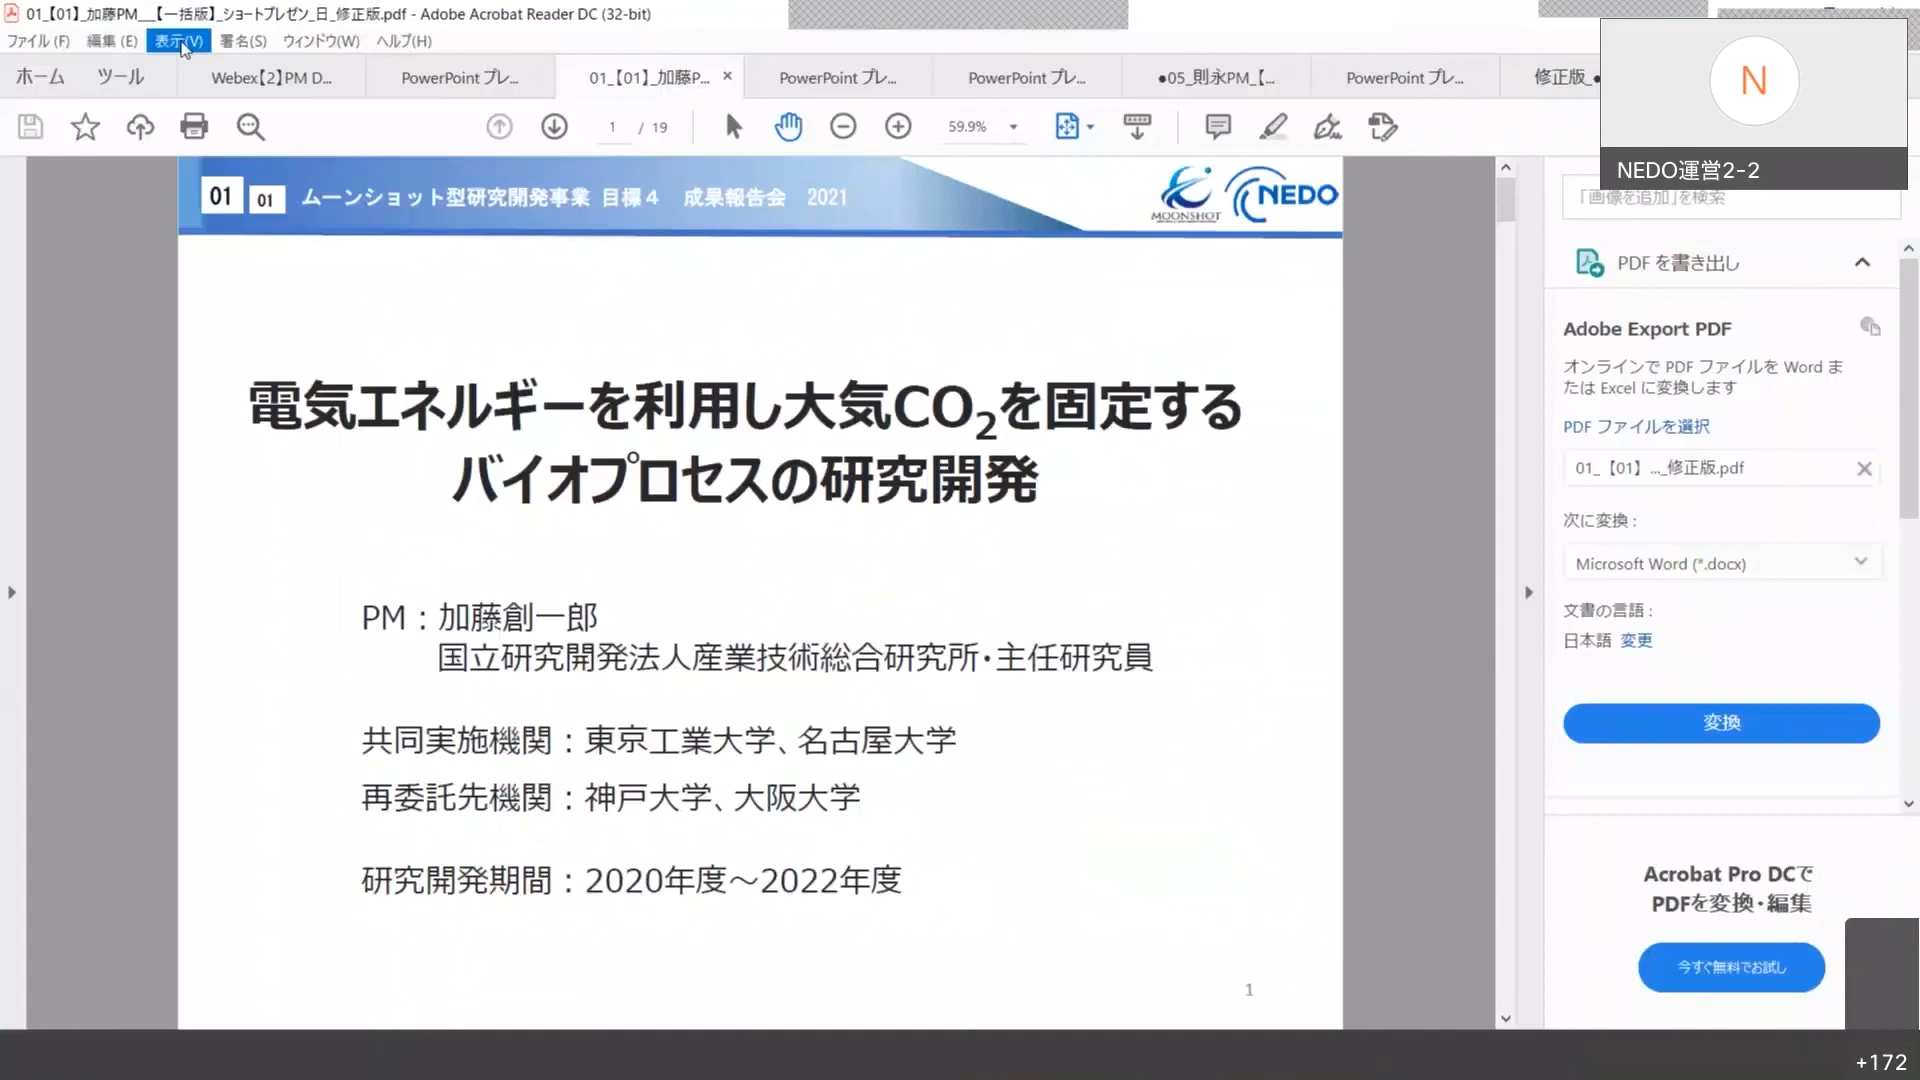 01_【01】_加藤PM__【一括版】_ショートプレゼン_日_修正版.pdf - Adobe Acrobat Reader DC (32-bit)
ファイル(F) 編集(E) 表示(V) 署名(S) ウィンドウ(W) ヘルプ(H)
ホーム ツール Webex【2】PM D... PowerPoint プレ... 01_【01】_加藤P... × PowerPoint プレ... PowerPoint プレ... ●05_則永PM_【... PowerPoint プレ... 修正版_●
1 / 19 59.9%
N
NEDO運営2-2
01 01 ムーンショット型研究開発事業 目標4 成果報告会 2021
MOONSHOT NEDO
電気エネルギーを利用し大気CO2を固定する
バイオプロセスの研究開発
PM：加藤創一郎
国立研究開発法人産業技術総合研究所・主任研究員
共同実施機関：東京工業大学、名古屋大学
再委託先機関：神戸大学、大阪大学
研究開発期間：2020年度～2022年度
1
「画像を追加」を検索
PDF を書き出し
Adobe Export PDF
オンラインで PDF ファイルを Word ま
たは Excel に変換します
PDF ファイルを選択
01_【01】..._修正版.pdf
次に変換 :
Microsoft Word (*.docx)
文書の言語 :
日本語 変更
変換
Acrobat Pro DCで
PDFを変換・編集
今すぐ無料でお試し
+172